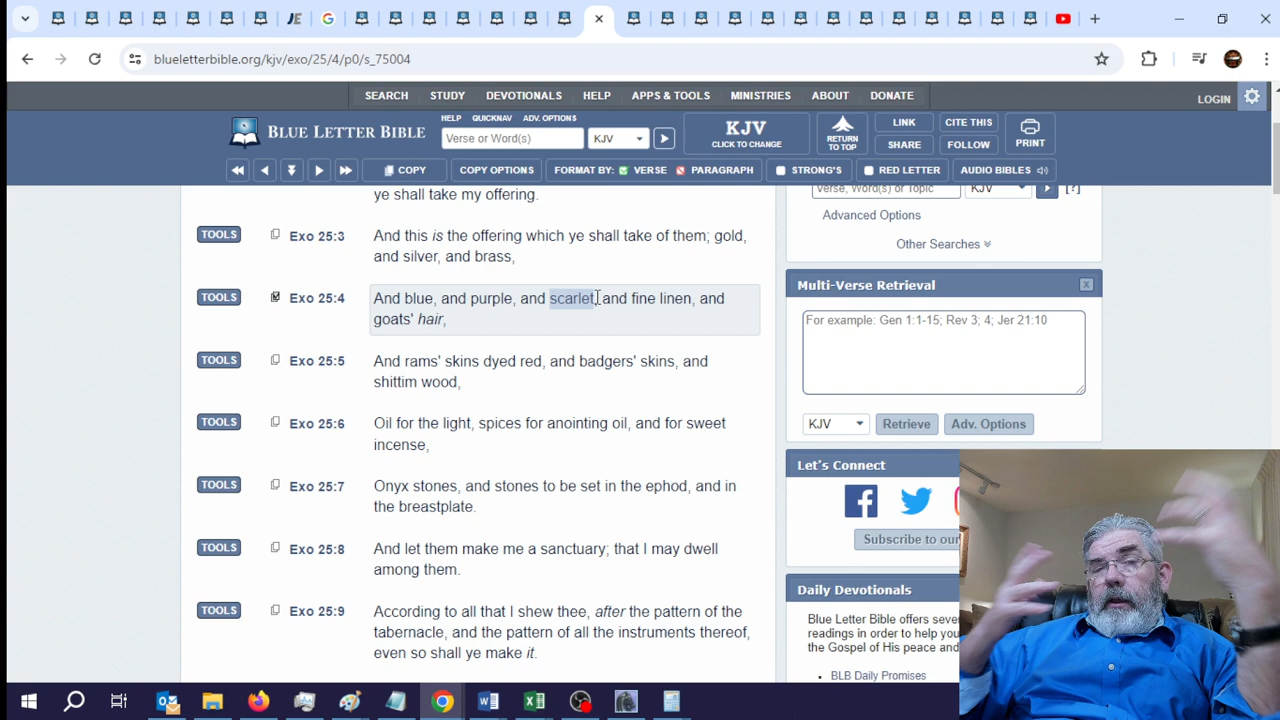 JE
G
blueletterbible.org/kjv/exo/25/4/p0/s_75004
SEARCH STUDY DEVOTIONALS HELP APPS & TOOLS MINISTRIES ABOUT DONATE
LOGIN
BLUE LETTER BIBLE
HELP QUICKNAV ADV. OPTIONS
Verse or Word(s) KJV
KJV
CLICK TO CHANGE
RETURN
TO TOP
LINK CITE THIS
SHARE FOLLOW
PRINT
COPY COPY OPTIONS FORMAT BY: VERSE PARAGRAPH STRONG'S RED LETTER AUDIO BIBLES
ye shall take my offering.
TOOLS Exo 25:3 And this is the offering which ye shall take of them; gold,
and silver, and brass,
TOOLS Exo 25:4 And blue, and purple, and scarlet, and fine linen, and
goats' hair,
TOOLS Exo 25:5 And rams' skins dyed red, and badgers' skins, and
shittim wood,
TOOLS Exo 25:6 Oil for the light, spices for anointing oil, and for sweet
incense,
TOOLS Exo 25:7 Onyx stones, and stones to be set in the ephod, and in
the breastplate.
TOOLS Exo 25:8 And let them make me a sanctuary; that I may dwell
among them.
TOOLS Exo 25:9 According to all that I shew thee, after the pattern of the
tabernacle, and the pattern of all the instruments thereof,
even so shall ye make it.
Verse, Word(s) or Topic KJV [?]
Advanced Options
Other Searches
Multi-Verse Retrieval X
For example: Gen 1:1-15; Rev 3; 4; Jer 21:10
KJV Retrieve Adv. Options
Let's Connect
Subscribe to our
Daily Devotionals
Blue Letter Bible offers seve
readings in order to help you
the Gospel of His peace and
• BLB Daily Promises